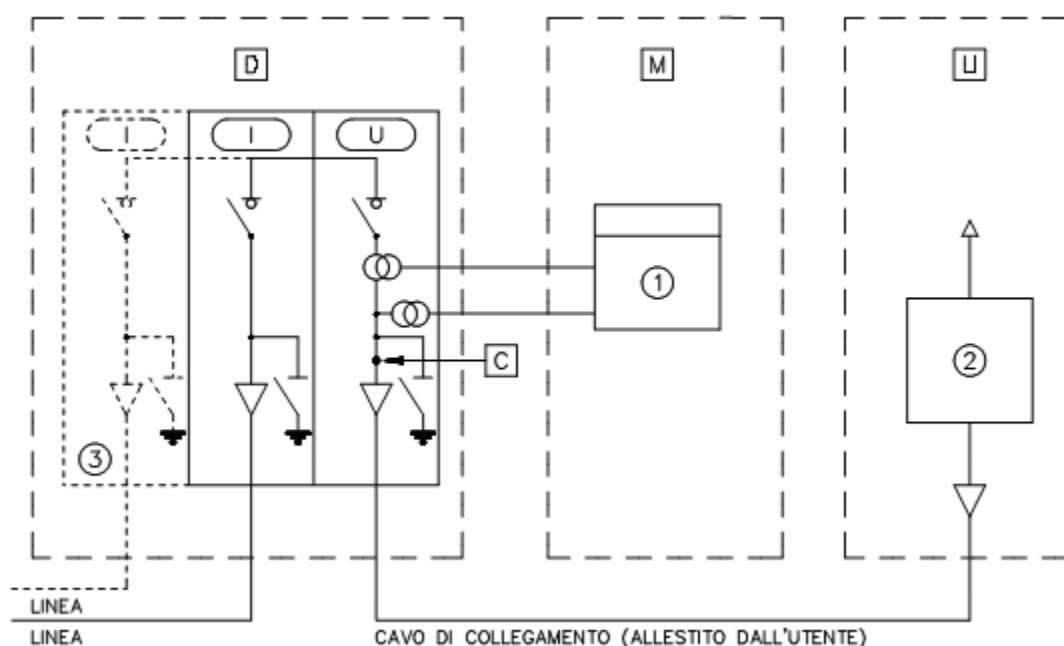 D
M
U
I
I
U
1
2
C
3
LINEA
LINEA
CAVO DI COLLEGAMENTO (ALLESTITO DALL'UTENTE)